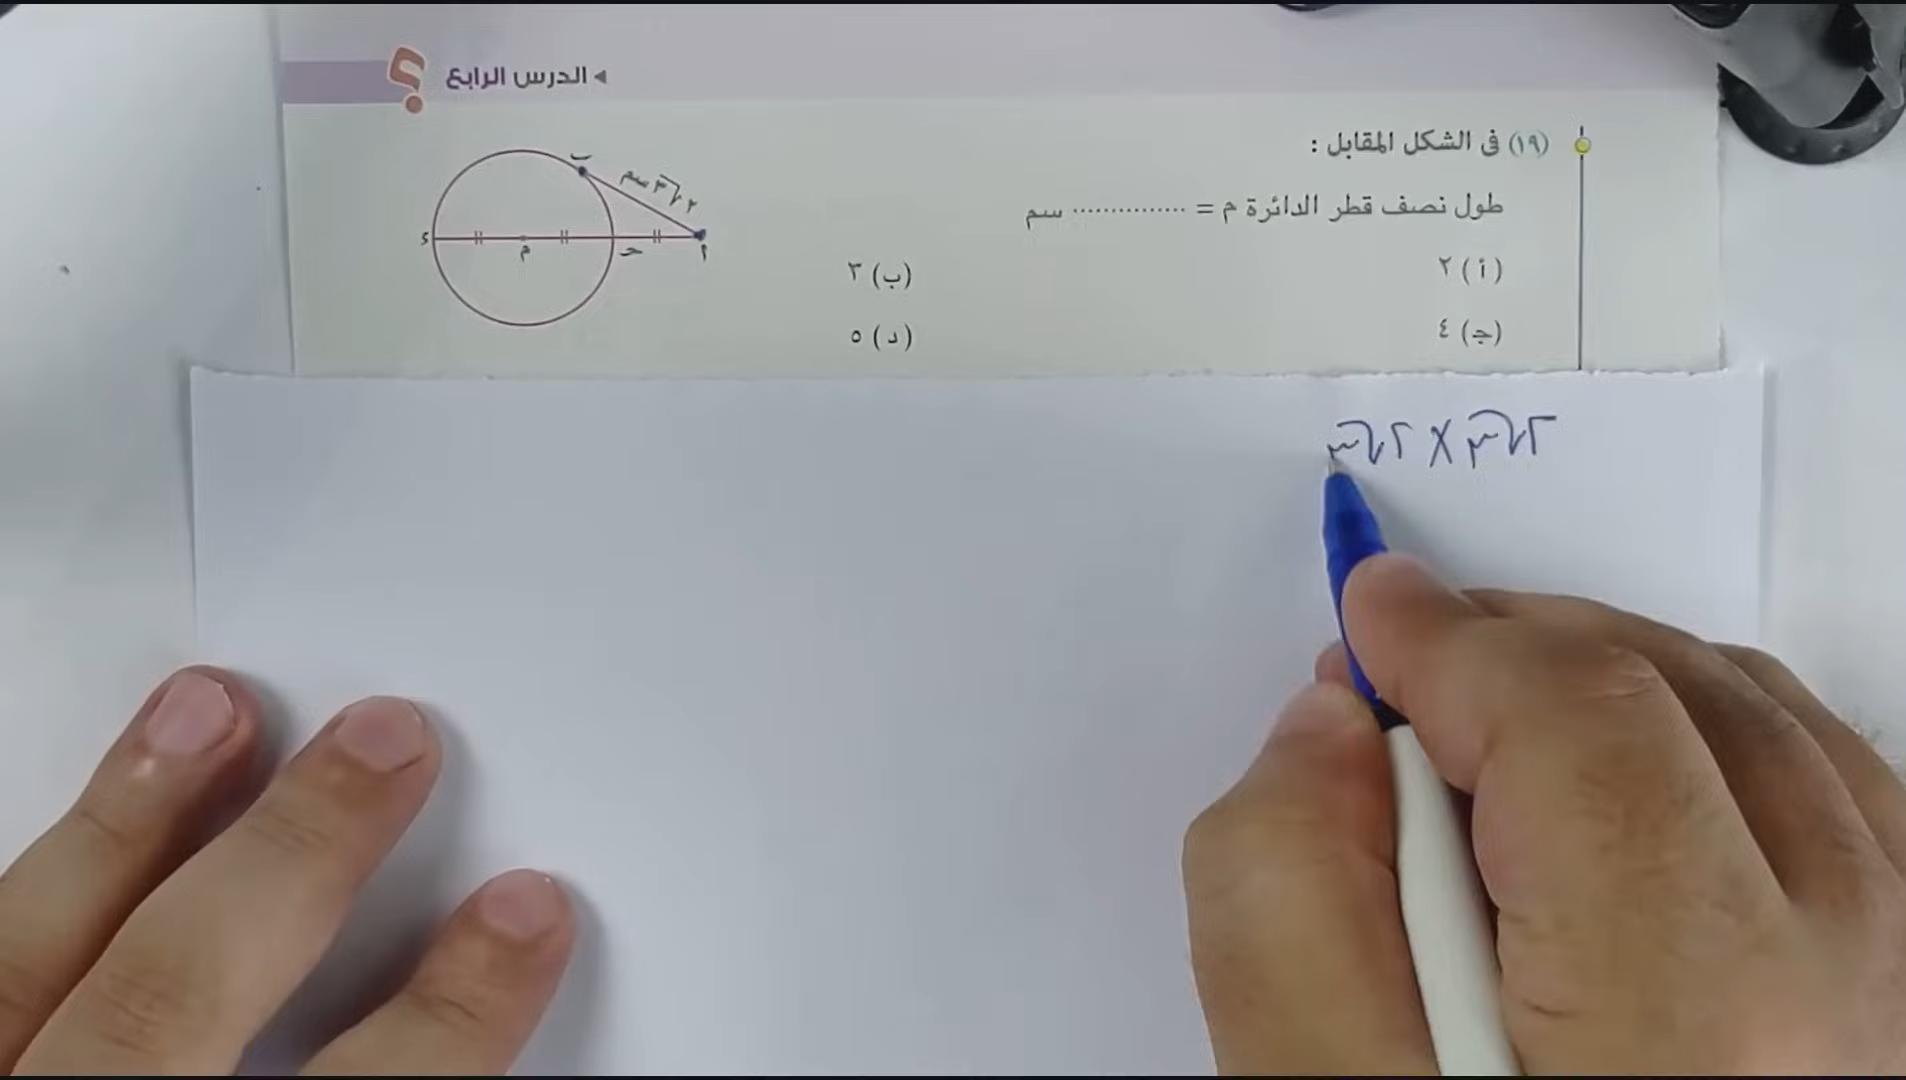 الدرس الرابع
؟
(١٩) فى الشكل المقابل :
طول نصف قطر الدائرة م = ............... سم
(أ) ٢
(ب) ٣
(جـ) ٤
(د) ٥
ب
٢√٣ سم
أ
حـ
م
ء
٢√٣ × ٢√٣